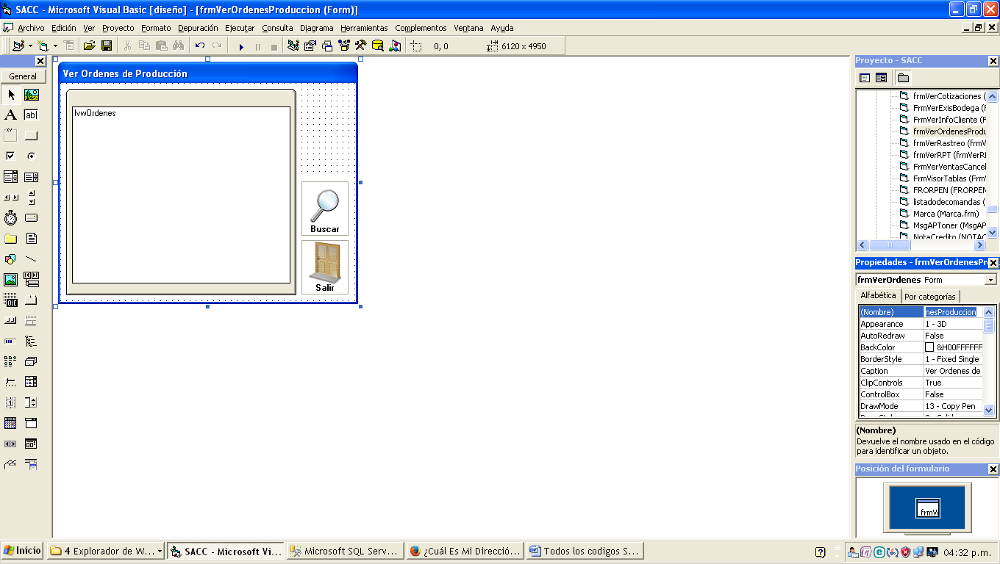 SACC - Microsoft Visual Basic [diseño] - [frmVerOrdenesProduccion (Form)]
Archivo Edición Ver Proyecto Formato Depuración Ejecutar Consulta Diagrama Herramientas Complementos Ventana Ayuda
0, 0 6120 x 4950
General
A ab|
xy
OLE
Ver Ordenes de Producción
lvwOrdenes
Buscar
Salir
Proyecto - SACC
frmVerCotizaciones (
FrmVerExisBodega (F
FrmVerInfoCliente (F
frmVerOrdenesProdu
frmVerRastreo (frmV
frmVerRPT (frmVerRI
FrmVerVentasCancel
FrmVisorTablas (Frm
FRORPEN (FRORPEN
listadodecomandas (
Marca (Marca.frm)
MsgAPToner (MsgAP
NotaCredito (NOTAC
Propiedades - frmVerOrdenesPr
frmVerOrdenes Form
Alfabética Por categorías
(Nombre) nesProduccion
Appearance 1 - 3D
AutoRedraw False
BackColor &H00FFFFFF
BorderStyle 1 - Fixed Single
Caption Ver Ordenes de
ClipControls True
ControlBox False
DrawMode 13 - Copy Pen
(Nombre)
Devuelve el nombre usado en el código
para identificar un objeto.
Posición del formulario
frmV
Inicio 4 Explorador de W... SACC - Microsoft Vi... Microsoft SQL Serv... ¿Cuál Es Mi Direcció... Todos los codigos S... 04:32 p.m.